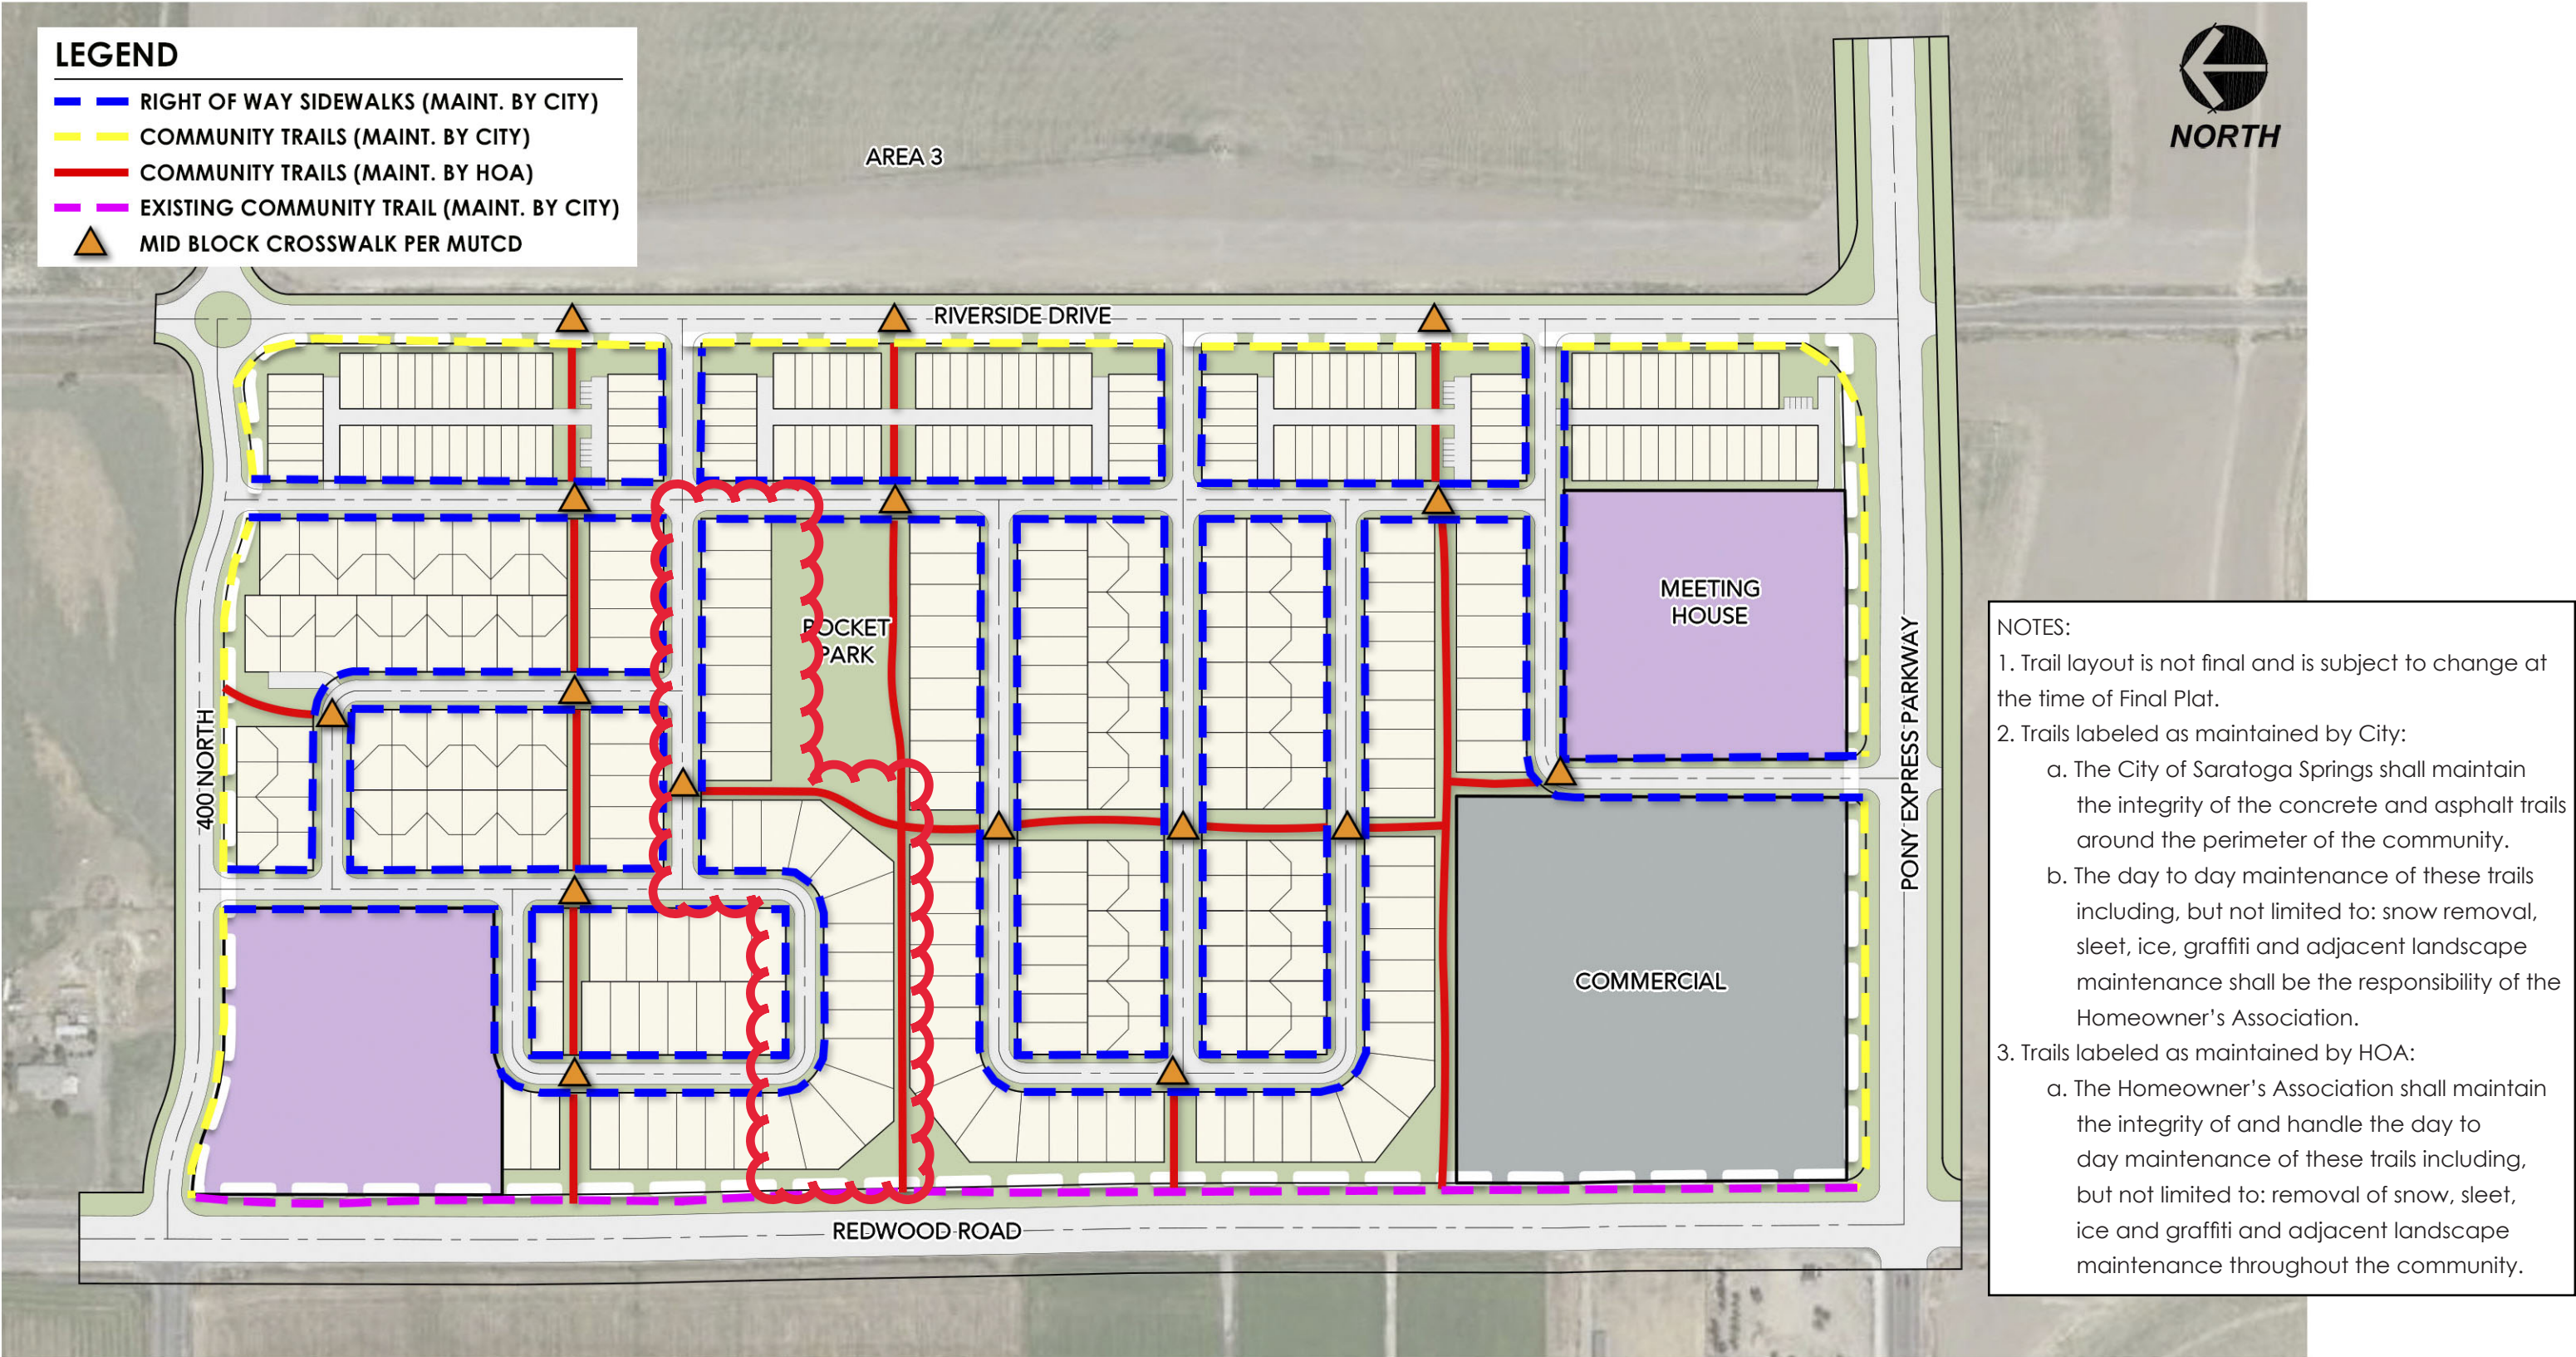 LEGEND
RIGHT OF WAY SIDEWALKS (MAINT. BY CITY)
COMMUNITY TRAILS (MAINT. BY CITY)
COMMUNITY TRAILS (MAINT. BY HOA)
EXISTING COMMUNITY TRAIL (MAINT. BY CITY)
MID BLOCK CROSSWALK PER MUTCD
NORTH
AREA 3
RIVERSIDE DRIVE
POCKET
PARK
MEETING
HOUSE
400 NORTH
PONY EXPRESS PARKWAY
COMMERCIAL
REDWOOD ROAD
NOTES:
1. Trail layout is not final and is subject to change at
the time of Final Plat.
2. Trails labeled as maintained by City:
a. The City of Saratoga Springs shall maintain
the integrity of the concrete and asphalt trails
around the perimeter of the community.
b. The day to day maintenance of these trails
including, but not limited to: snow removal,
sleet, ice, graffiti and adjacent landscape
maintenance shall be the responsibility of the
Homeowner’s Association.
3. Trails labeled as maintained by HOA:
a. The Homeowner’s Association shall maintain
the integrity of and handle the day to
day maintenance of these trails including,
but not limited to: removal of snow, sleet,
ice and graffiti and adjacent landscape
maintenance throughout the community.